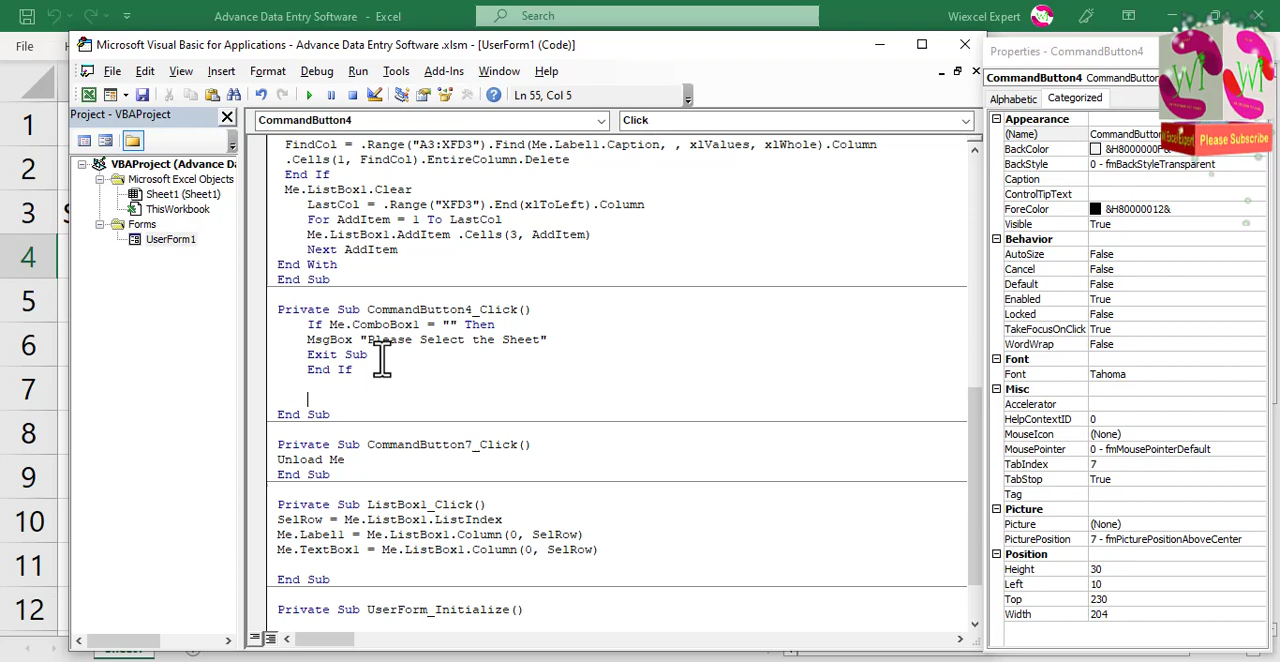 Advance Data Entry Software - Excel
Search
Wiexcel Expert
File
Microsoft Visual Basic for Applications - Advance Data Entry Software .xlsm - [UserForm1 (Code)]
File Edit View Insert Format Debug Run Tools Add-Ins Window Help
Ln 55, Col 5
Project - VBAProject
VBAProject (Advance D
Microsoft Excel Objects
Sheet1 (Sheet1)
ThisWorkbook
Forms
UserForm1
CommandButton4
Click
FindCol = .Range("A3:XFD3").Find(Me.Label1.Caption, , xlValues, xlWhole).Column
.Cells(1, FindCol).EntireColumn.Delete
End If
Me.ListBox1.Clear
LastCol = .Range("XFD3").End(xlToLeft).Column
For AddItem = 1 To LastCol
Me.ListBox1.AddItem .Cells(3, AddItem)
Next AddItem
End With
End Sub
Private Sub CommandButton4_Click()
If Me.ComboBox1 = "" Then
MsgBox "Please Select the Sheet"
Exit Sub
End If
End Sub
Private Sub CommandButton7_Click()
Unload Me
End Sub
Private Sub ListBox1_Click()
SelRow = Me.ListBox1.ListIndex
Me.Label1 = Me.ListBox1.Column(0, SelRow)
Me.TextBox1 = Me.ListBox1.Column(0, SelRow)
End Sub
Private Sub UserForm_Initialize()
Properties - CommandButton4
CommandButton4 CommandButton
Alphabetic Categorized
Appearance
(Name) CommandButton
BackColor &H8000000F&
BackStyle 0 - fmBackStyleTransparent
Caption
ControlTipText
ForeColor &H80000012&
Visible True
Behavior
AutoSize False
Cancel False
Default False
Enabled True
Locked False
TakeFocusOnClick True
WordWrap False
Font
Font Tahoma
Misc
Accelerator
HelpContextID 0
MouseIcon (None)
MousePointer 0 - fmMousePointerDefault
TabIndex 7
TabStop True
Tag
Picture
Picture (None)
PicturePosition 7 - fmPicturePositionAboveCenter
Position
Height 30
Left 10
Top 230
Width 204
WI
WI
Wi Excel Expert
Please Subscribe
1
2
3
4
5
6
7
8
9
10
11
12